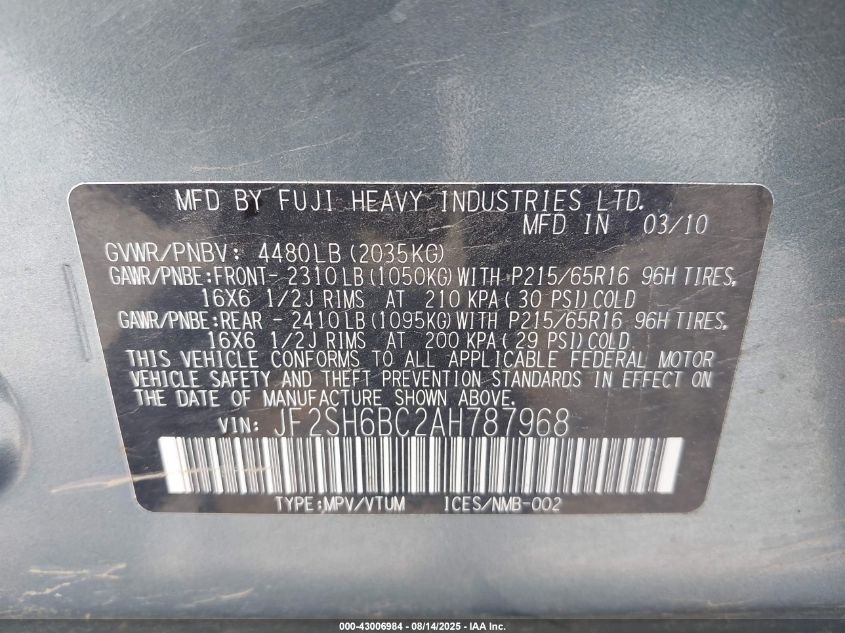 MFD BY FUJI HEAVY INDUSTRIES LTD.
MFD IN 03/10
GVWR/PNBV: 4480LB(2035KG)
GAWR/PNBE:FRONT- 2310LB(1050KG)WITH P215/65R16 96H TIRES,
16X6 1/2J RIMS AT 210 KPA(30 PSI)COLD
GAWR/PNBE:REAR - 2410LB(1095KG)WITH P215/65R16 96H TIRES,
16X6 1/2J RIMS AT 200 KPA(29 PSI)COLD.
THIS VEHICLE CONFORMS TO ALL APPLICABLE FEDERAL MOTOR
VEHICLE SAFETY AND THEFT PREVENTION STANDARDS IN EFFECT ON
THE DATE OF MANUFACTURE SHOWN ABOVE.
VIN: JF2SH6BC2AH787968
TYPE:MPV/VTUM ICES/NMB-002
000-43006984 - 08/14/2025 - IAA Inc.